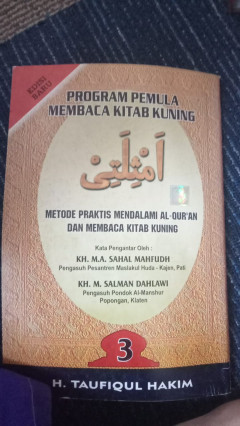 EDISI
BARU
PROGRAM PEMULA
MEMBACA KITAB KUNING
اَمْثِلَتِىْ
METODE PRAKTIS MENDALAMI AL-QUR'AN
DAN MEMBACA KITAB KUNING
Kata Pengantar Oleh :
KH. M.A. SAHAL MAHFUDH
Pengasuh Pesantren Maslakul Huda - Kajen, Pati
KH. M. SALMAN DAHLAWI
Pengasuh Pondok Al-Manshur
Popongan, Klaten
3
H. TAUFIQUL HAKIM